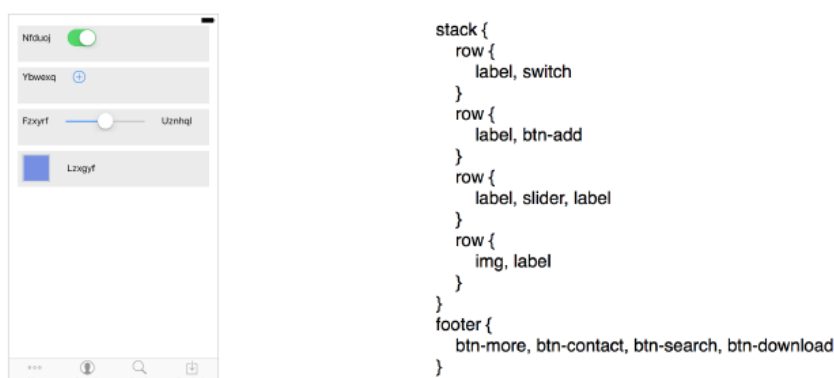 Nfduoj
Ybwexq
Fzxyrf Uznhql
Lzxgyf
stack {
row {
label, switch
}
row {
label, btn-add
}
row {
label, slider, label
}
row {
img, label
}
}
footer {
btn-more, btn-contact, btn-search, btn-download
}